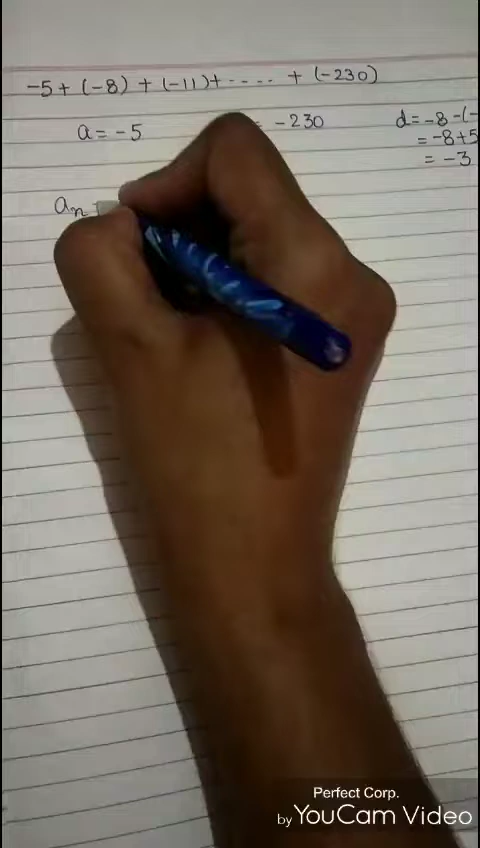 -5 + (-8) + (-11) + ..... + (-230)
a = -5 = -230 d = -8 -(-
= -8+5
= -3
an =
Perfect Corp.
by YouCam Video